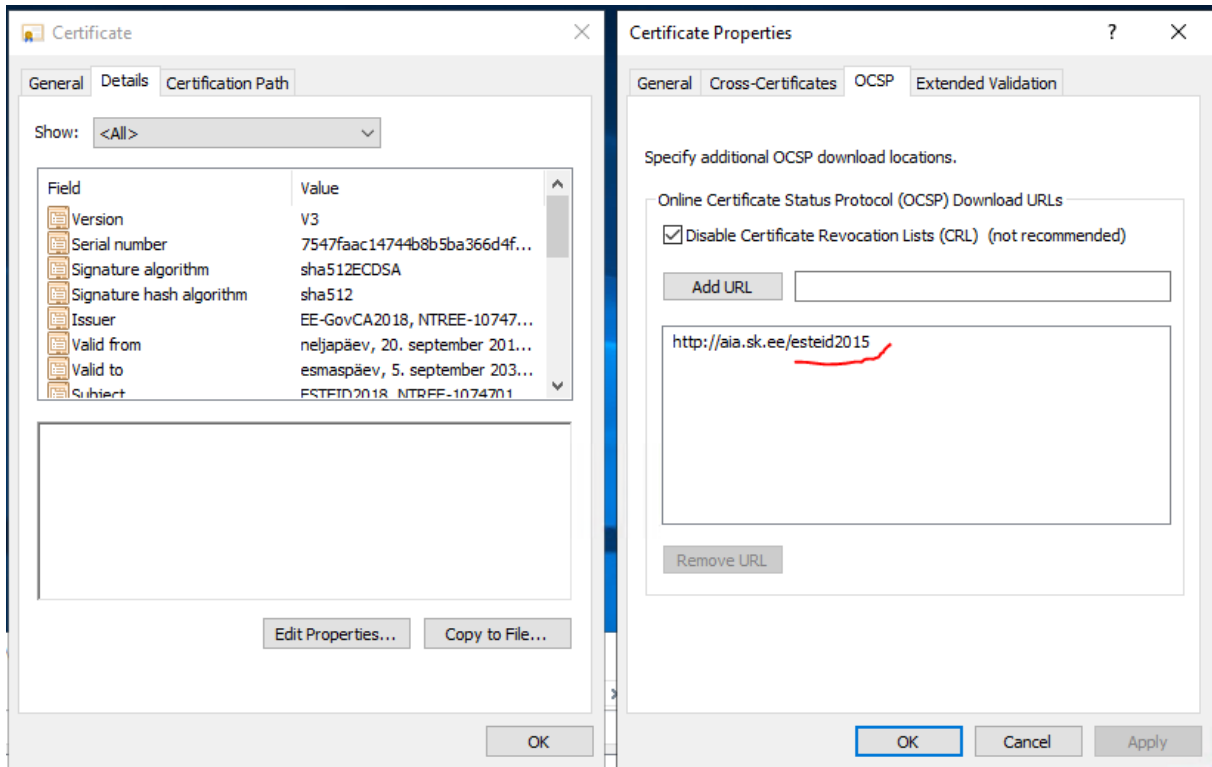 Certificate
General Details Certification Path
Show: <All>
Field Value
Version V3
Serial number 7547faac14744b8b5ba366d4f...
Signature algorithm sha512ECDSA
Signature hash algorithm sha512
Issuer EE-GovCA2018, NTREE-10747...
Valid from neljapäev, 20. september 201...
Valid to esmaspäev, 5. september 203...
Subject ESTEID2018, NTREE-1074701
Edit Properties... Copy to File...
OK
Certificate Properties ?
General Cross-Certificates OCSP Extended Validation
Specify additional OCSP download locations.
Online Certificate Status Protocol (OCSP) Download URLs
Disable Certificate Revocation Lists (CRL) (not recommended)
Add URL
http://aia.sk.ee/esteid2015
Remove URL
OK Cancel Apply